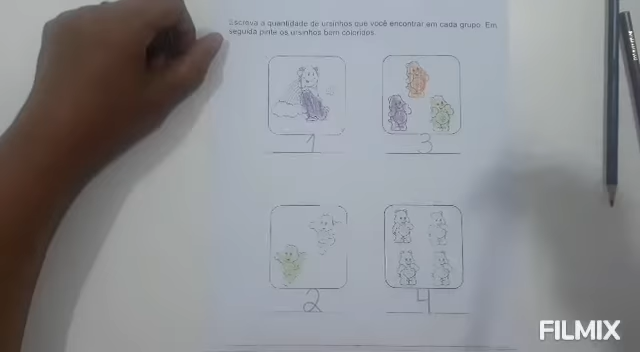 Escreva a quantidade de ursinhos que você encontrar em cada grupo. Em
seguida pinte os ursinhos bem coloridos.
1
3
2
4
FILMIX